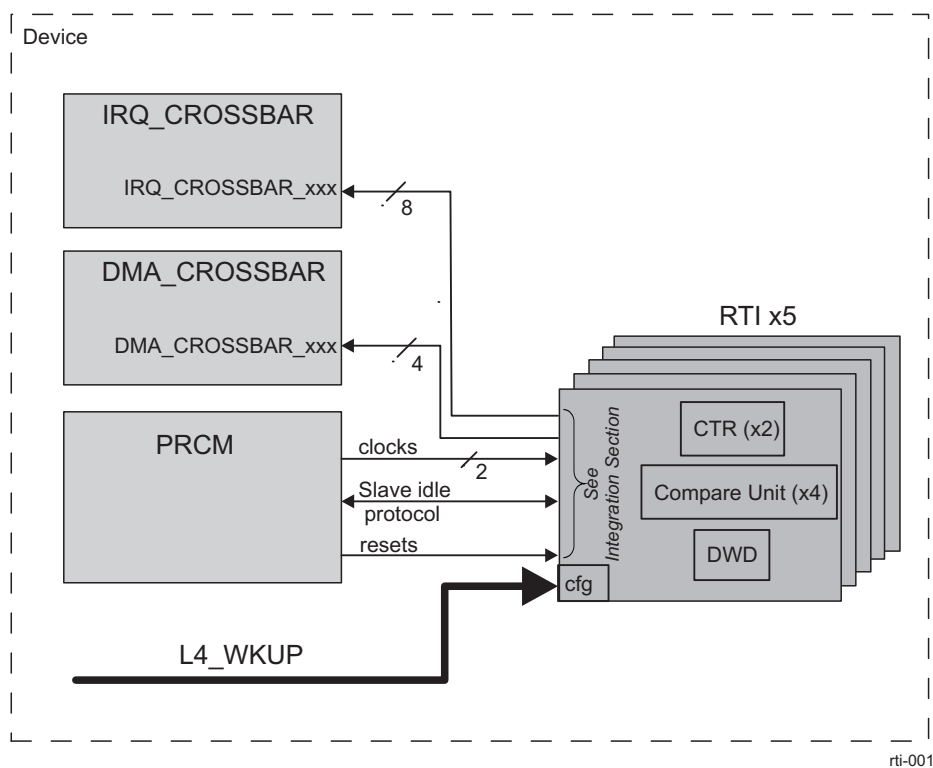 Device
IRQ_CROSSBAR
IRQ_CROSSBAR_xxx
8
DMA_CROSSBAR
DMA_CROSSBAR_xxx
4
RTI x5
PRCM
clocks
2
Slave idle
protocol
resets
See
Integration Section
CTR (x2)
Compare Unit (x4)
DWD
cfg
L4_WKUP
rti-001